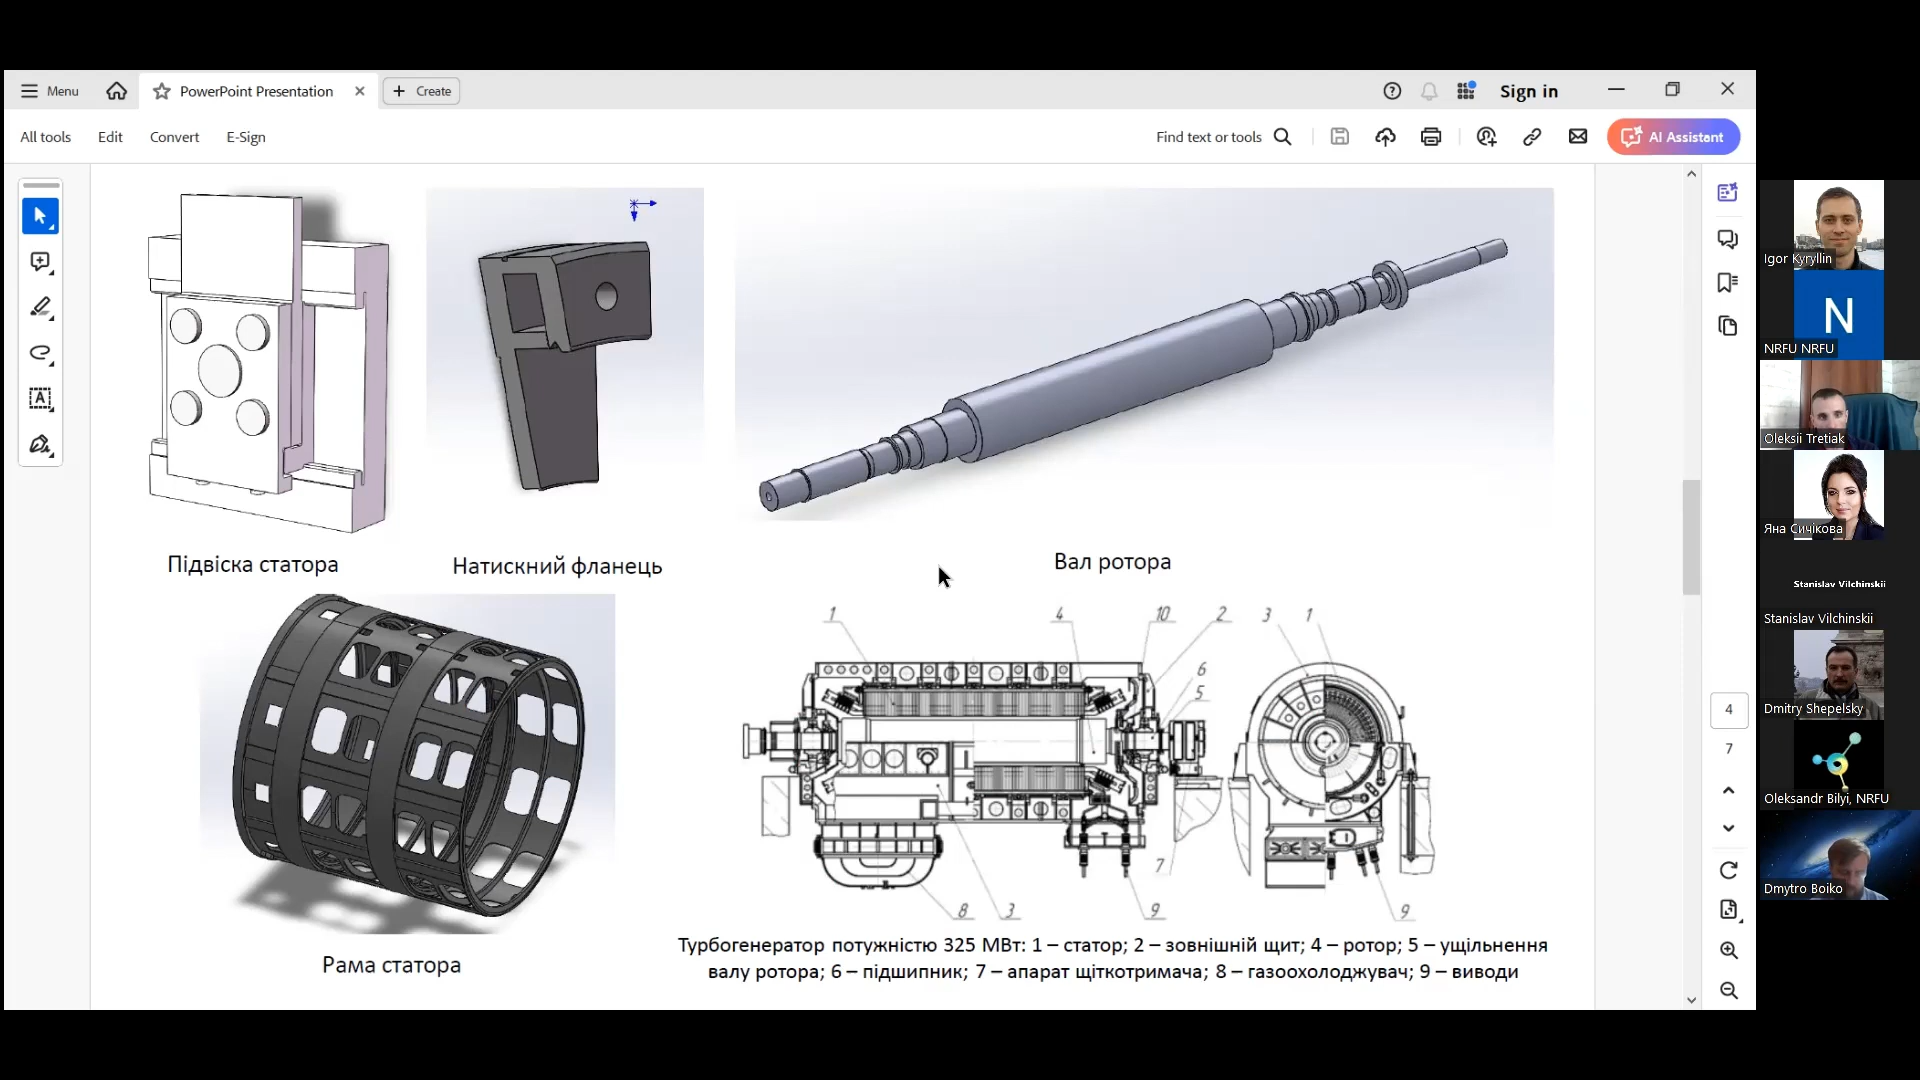 Menu
PowerPoint Presentation
Create
Sign in
All tools
Edit
Convert
E-Sign
Find text or tools
AI Assistant
Підвіска статора
Натискний фланець
Вал ротора
Рама статора
1
4
10
2
3
1
6
5
7
8
3
9
9
Турбогенератор потужністю 325 МВт: 1 – статор; 2 – зовнішній щит; 4 – ротор; 5 – ущільнення
валу ротора; 6 – підшипник; 7 – апарат щіткотримача; 8 – газоохолоджувач; 9 – виводи
4
7
Igor Kyryllin
N
NRFU NRFU
Oleksii Tretiak
Яна Сичікова
Stanislav Vilchinskii
Stanislav Vilchinskii
Dmitry Shepelsky
Oleksandr Bilyi, NRFU
Dmytro Boiko